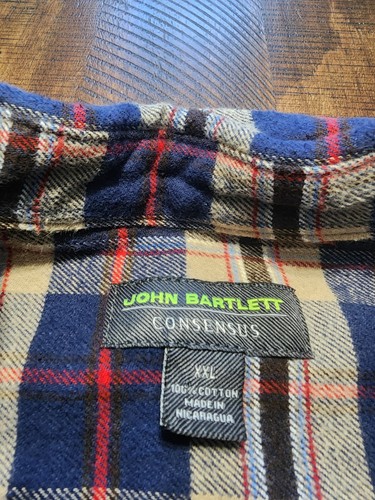 JOHN BARTLETT
CONSENSUS
XXL
100% COTTON
MADE IN
NICARAGUA